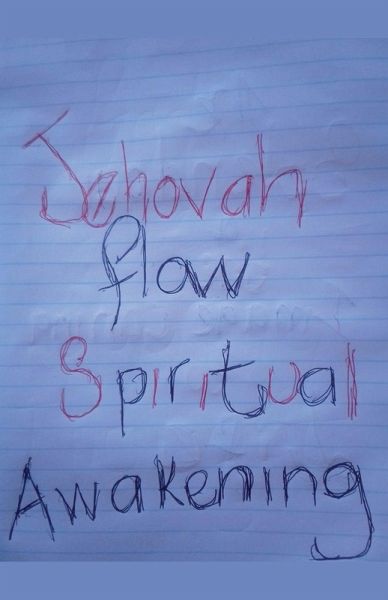 Jehovah
flow
Spiritual
Awakening